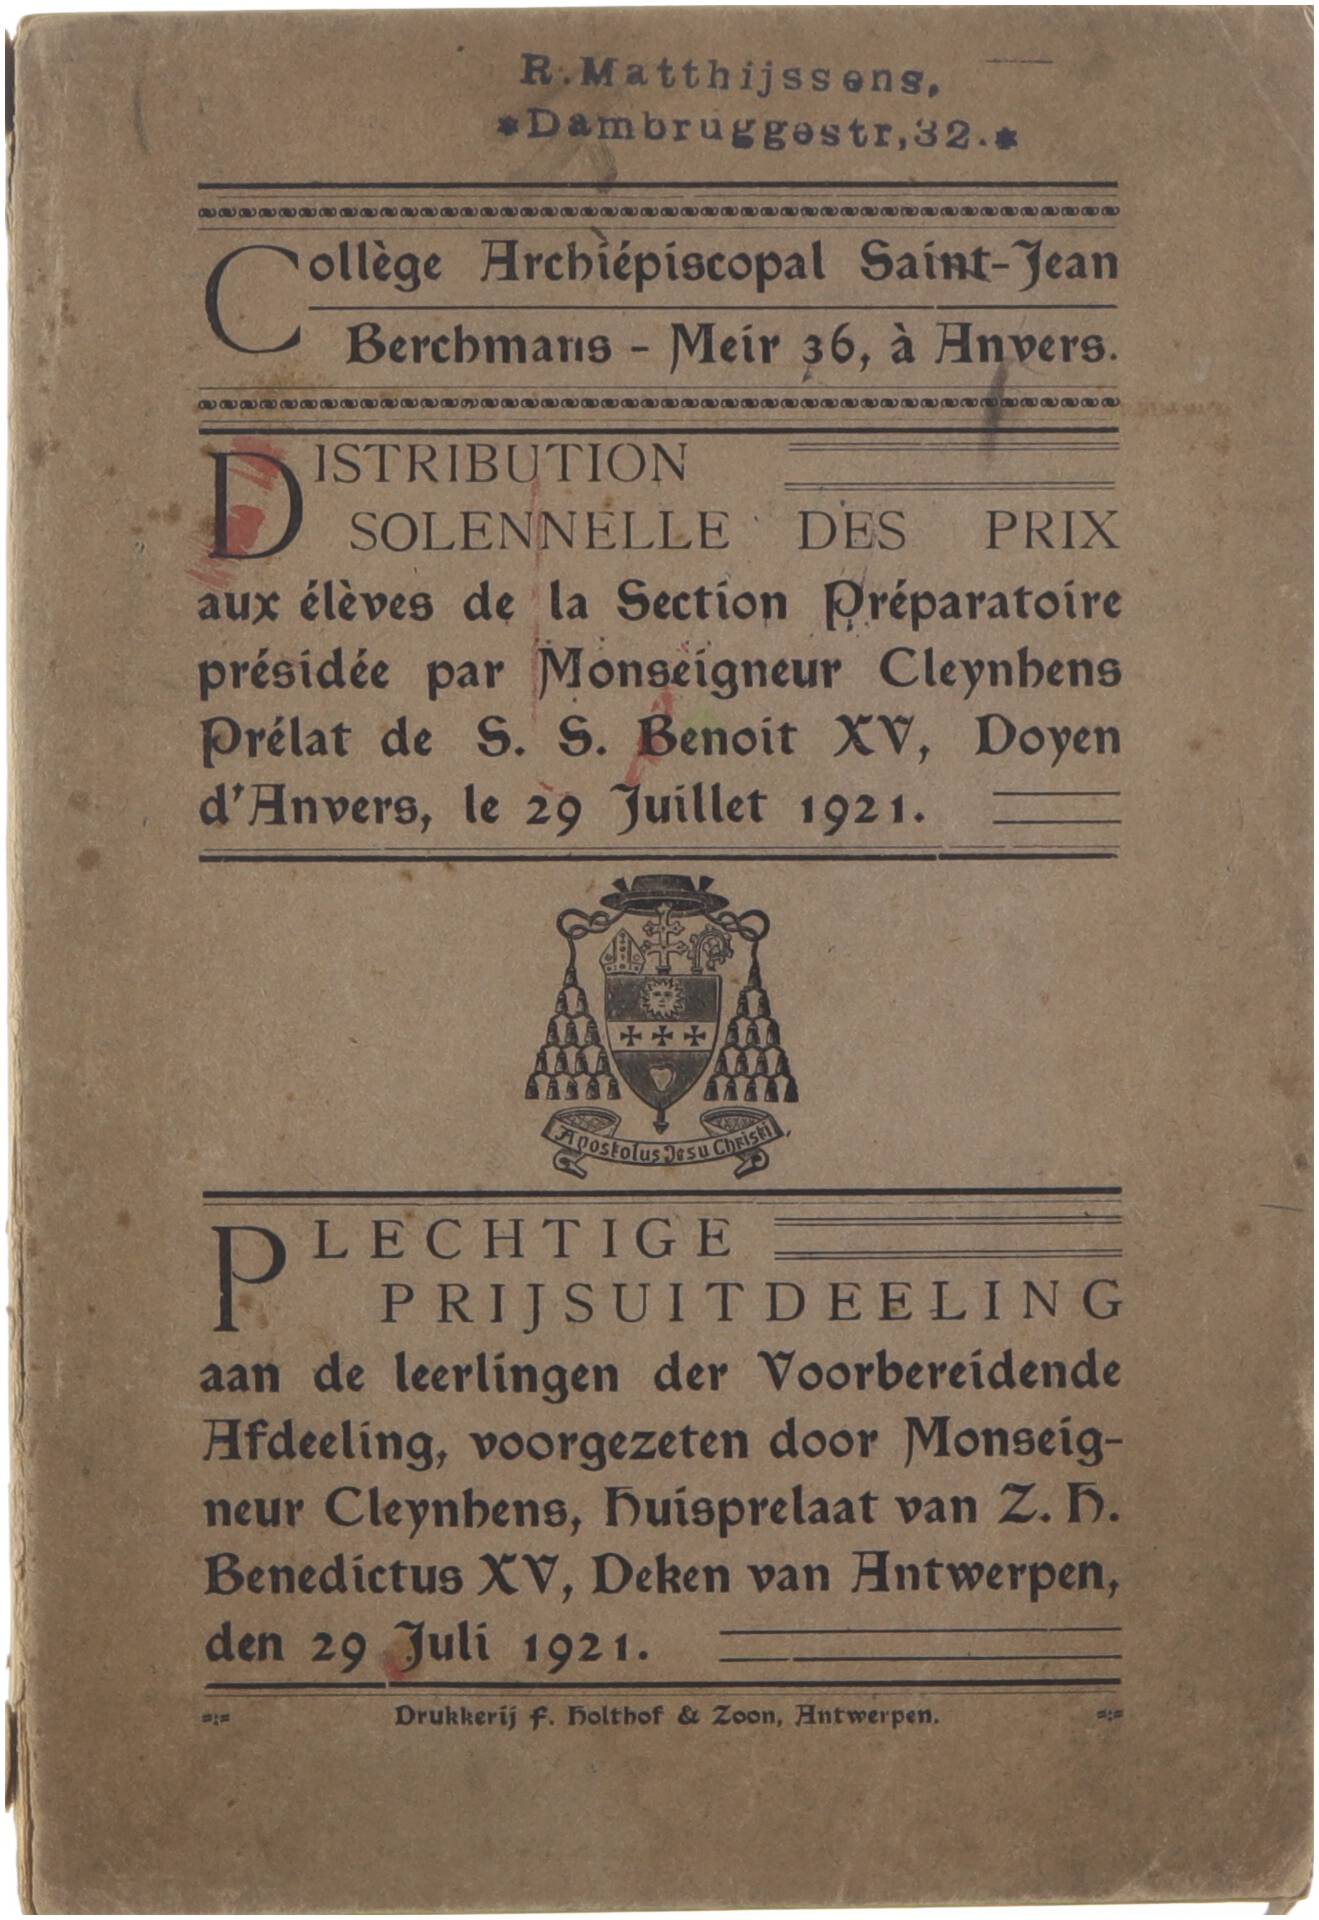 R. Matthijssens,
*Dambruggestr,32.*
Collège Archiépiscopal Saint-Jean
Berchmans - Meir 36, à Anvers.
DISTRIBUTION
SOLENNELLE DES PRIX
aux élèves de la Section Préparatoire
présidée par Monseigneur Cleynhens
Prélat de S. S. Benoit XV, Doyen
d'Anvers, le 29 Juillet 1921.
Apostolus Jesu Christi
PLECHTIGE
PRIJSUITDEELING
aan de leerlingen der Voorbereidende
Afdeeling, voorgezeten door Monseig-
neur Cleynhens, Huisprelaat van Z. H.
Benedictus XV, Deken van Antwerpen,
den 29 Juli 1921.
Drukkerij F. Holthof & Zoon, Antwerpen.